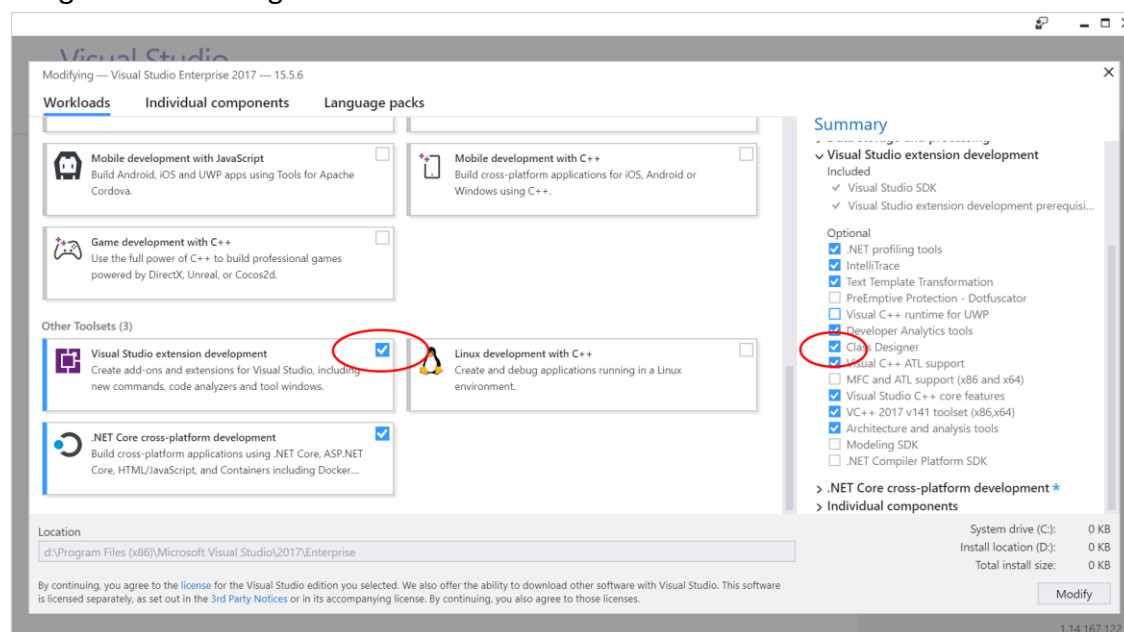 Visual Studio
Modifying — Visual Studio Enterprise 2017 — 15.5.6
Workloads Individual components Language packs
Mobile development with JavaScript
Build Android, iOS and UWP apps using Tools for Apache
Cordova.
Mobile development with C++
Build cross-platform applications for iOS, Android or
Windows using C++.
Game development with C++
Use the full power of C++ to build professional games
powered by DirectX, Unreal, or Cocos2d.
Other Toolsets (3)
Visual Studio extension development
Create add-ons and extensions for Visual Studio, including
new commands, code analyzers and tool windows.
Linux development with C++
Create and debug applications running in a Linux
environment.
.NET Core cross-platform development
Build cross-platform applications using .NET Core, ASP.NET
Core, HTML/JavaScript, and Containers including Docker...
Summary
Visual Studio extension development
Included
Visual Studio SDK
Visual Studio extension development prerequisi...
Optional
.NET profiling tools
IntelliTrace
Text Template Transformation
PreEmptive Protection - Dotfuscator
Visual C++ runtime for UWP
Developer Analytics tools
Class Designer
Visual C++ ATL support
MFC and ATL support (x86 and x64)
Visual Studio C++ core features
VC++ 2017 v141 toolset (x86,x64)
Architecture and analysis tools
Modeling SDK
.NET Compiler Platform SDK
.NET Core cross-platform development *
Individual components
Location
d:\Program Files (x86)\Microsoft Visual Studio\2017\Enterprise
System drive (C:): 0 KB
Install location (D:): 0 KB
Total install size: 0 KB
By continuing, you agree to the license for the Visual Studio edition you selected. We also offer the ability to download other software with Visual Studio. This software
is licensed separately, as set out in the 3rd Party Notices or in its accompanying license. By continuing, you also agree to those licenses.
Modify
1.14.167.122